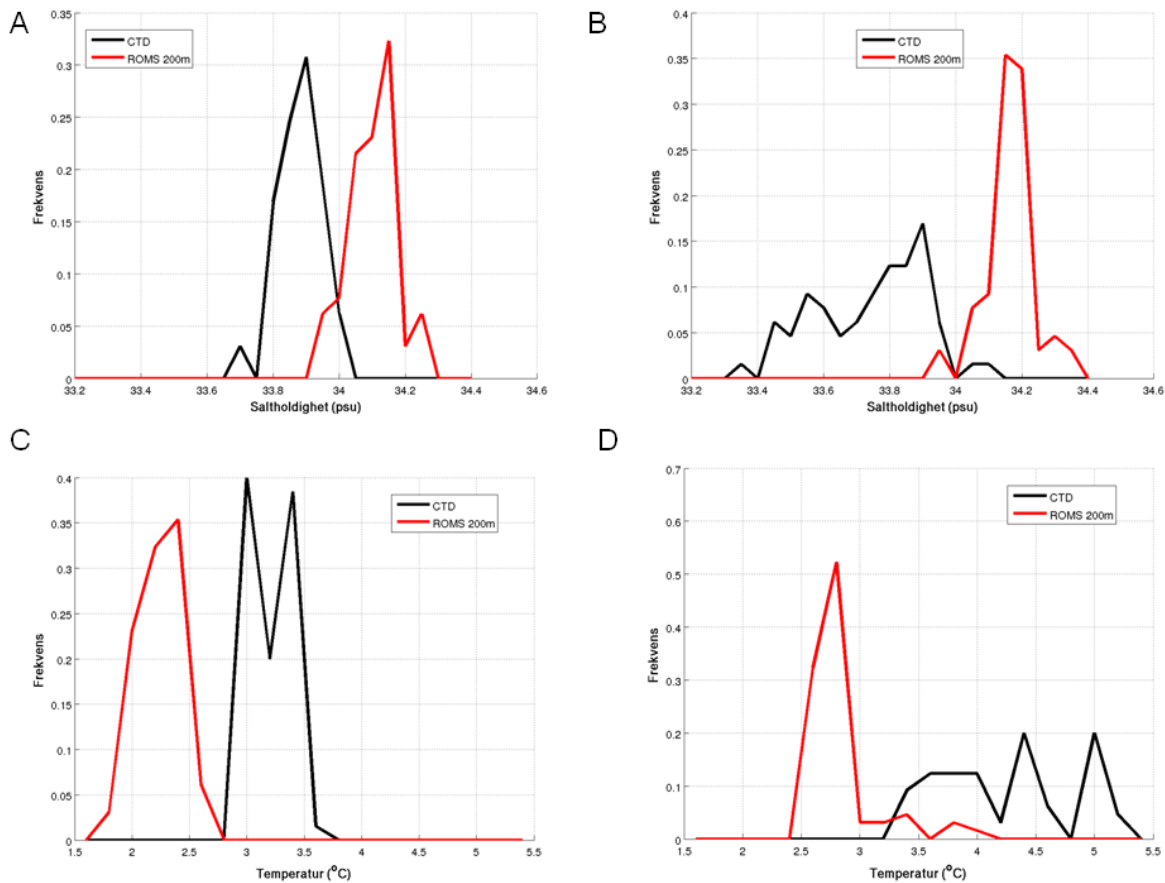 A
CTD
ROMS 200m
Frekvens
0.35
0.3
0.25
0.2
0.15
0.1
0.05
0
33.2 33.4 33.6 33.8 34 34.2 34.4 34.6
Saltholdighet (psu)
B
CTD
ROMS 200m
Frekvens
0.4
0.35
0.3
0.25
0.2
0.15
0.1
0.05
0
33.2 33.4 33.6 33.8 34 34.2 34.4 34.6
Saltholdighet (psu)
C
CTD
ROMS 200m
Frekvens
0.4
0.35
0.3
0.25
0.2
0.15
0.1
0.05
0
1.5 2 2.5 3 3.5 4 4.5 5 5.5
Temperatur (°C)
D
CTD
ROMS 200m
Frekvens
0.7
0.6
0.5
0.4
0.3
0.2
0.1
0
1.5 2 2.5 3 3.5 4 4.5 5 5.5
Temperatur (°C)